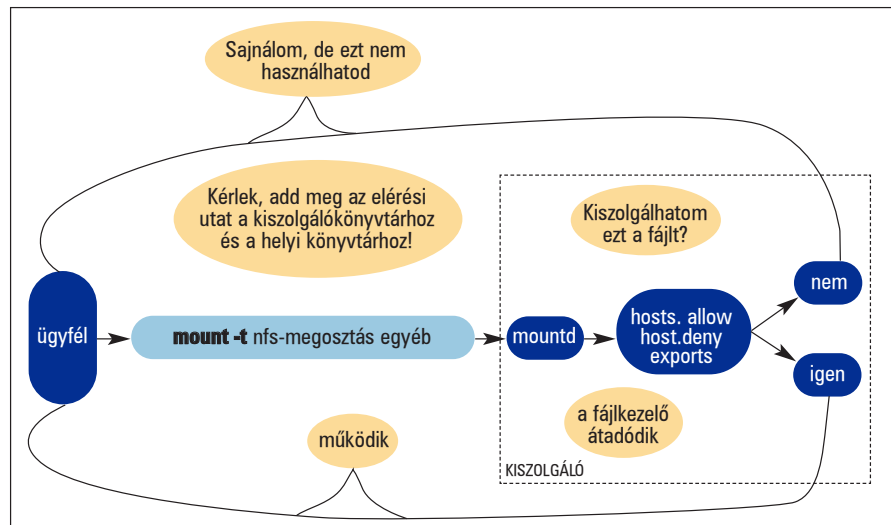 Sajnálom, de ezt nem
használhatod
Kérlek, add meg az elérési
utat a kiszolgálókönyvtárhoz
és a helyi könyvtárhoz!
Kiszolgálhatom
ezt a fájlt?
ügyfél
mount -t nfs-megosztás egyéb
mountd
hosts. allow
host.deny
exports
nem
igen
a fájlkezelő
átadódik
működik
KISZOLGÁLÓ